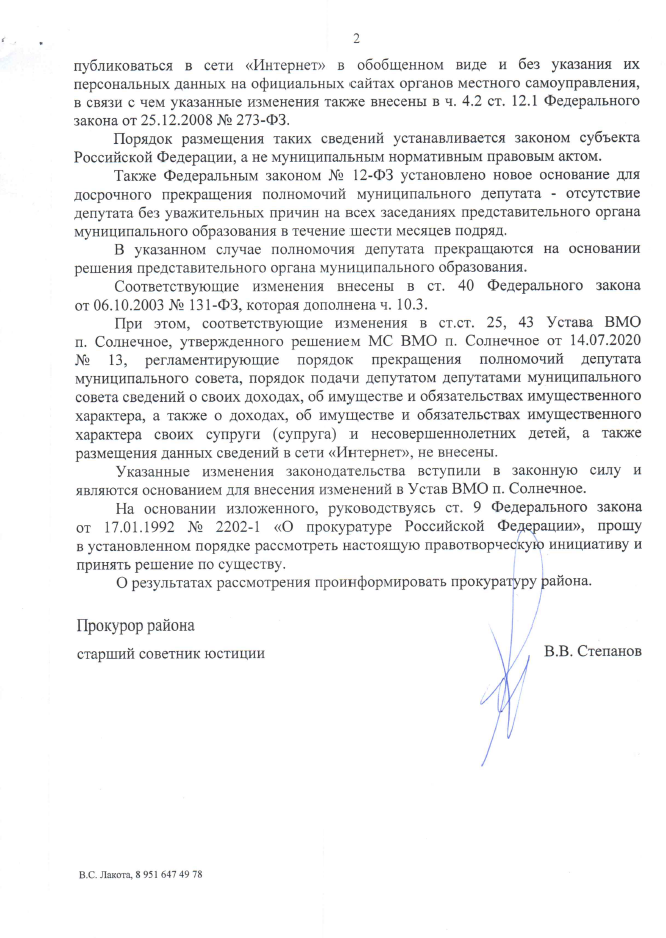 2
публиковаться в сети «Интернет» в обобщенном виде и без указания их
персональных данных на официальных сайтах органов местного самоуправления,
в связи с чем указанные изменения также внесены в ч. 4.2 ст. 12.1 Федерального
закона от 25.12.2008 № 273-ФЗ.
Порядок размещения таких сведений устанавливается законом субъекта
Российской Федерации, а не муниципальным нормативным правовым актом.
Также Федеральным законом № 12-ФЗ установлено новое основание для
досрочного прекращения полномочий муниципального депутата - отсутствие
депутата без уважительных причин на всех заседаниях представительного органа
муниципального образования в течение шести месяцев подряд.
В указанном случае полномочия депутата прекращаются на основании
решения представительного органа муниципального образования.
Соответствующие изменения внесены в ст. 40 Федерального закона
от 06.10.2003 № 131-ФЗ, которая дополнена ч. 10.3.
При этом, соответствующие изменения в ст.ст. 25, 43 Устава ВМО
п. Солнечное, утвержденного решением МС ВМО п. Солнечное от 14.07.2020
№ 13, регламентирующие порядок прекращения полномочий депутата
муниципального совета, порядок подачи депутатом депутатами муниципального
совета сведений о своих доходах, об имуществе и обязательствах имущественного
характера, а также о доходах, об имуществе и обязательствах имущественного
характера своих супруги (супруга) и несовершеннолетних детей, а также
размещения данных сведений в сети «Интернет», не внесены.
Указанные изменения законодательства вступили в законную силу и
являются основанием для внесения изменений в Устав ВМО п. Солнечное.
На основании изложенного, руководствуясь ст. 9 Федерального закона
от 17.01.1992 № 2202-1 «О прокуратуре Российской Федерации», прошу
в установленном порядке рассмотреть настоящую правотворческую инициативу и
принять решение по существу.
О результатах рассмотрения проинформировать прокуратуру района.
Прокурор района
старший советник юстиции
В.В. Степанов
В.С. Лакота, 8 951 647 49 78